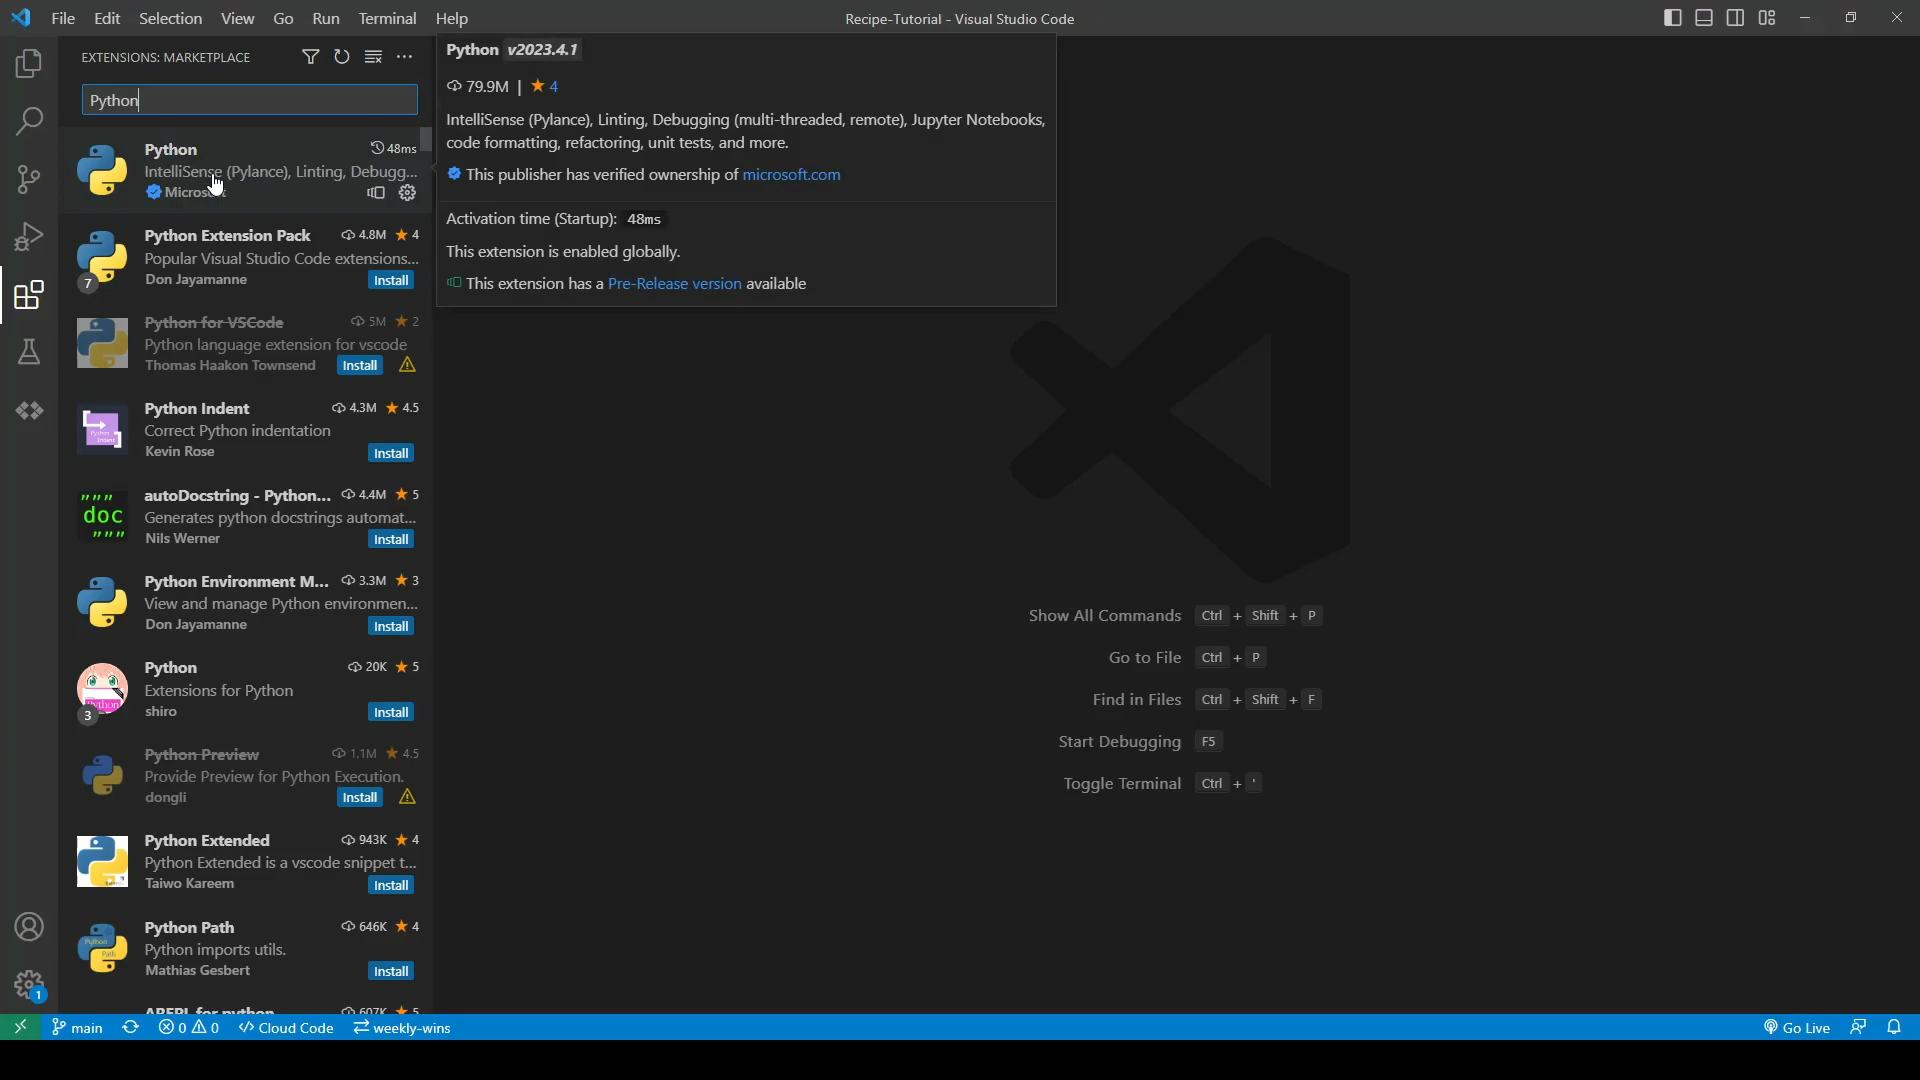 File Edit Selection View Go Run Terminal Help
Recipe-Tutorial - Visual Studio Code
EXTENSIONS: MARKETPLACE
Python
Python 48ms
IntelliSense (Pylance), Linting, Debugg...
Microsoft
Python Extension Pack 4.8M 4
Popular Visual Studio Code extensions...
7 Don Jayamanne Install
Python for VSCode 5M 2
Python language extension for vscode
Thomas Haakon Townsend Install
Python Indent 4.3M 4.5
Correct Python indentation
Kevin Rose Install
autoDocstring - Python... 4.4M 5
""" doc """
Generates python docstrings automat...
Nils Werner Install
Python Environment M... 3.3M 3
View and manage Python environmen...
Don Jayamanne Install
Python 20K 5
Extensions for Python
3 shiro Install
Python Preview 1.1M 4.5
Provide Preview for Python Execution.
dongli Install
Python Extended 943K 4
Python Extended is a vscode snippet t...
Taiwo Kareem Install
Python Path 646K 4
Python imports utils.
Mathias Gesbert Install
AREPL for python 607K 5
Python v2023.4.1
79.9M | 4
IntelliSense (Pylance), Linting, Debugging (multi-threaded, remote), Jupyter Notebooks,
code formatting, refactoring, unit tests, and more.
This publisher has verified ownership of microsoft.com
Activation time (Startup): 48ms
This extension is enabled globally.
This extension has a Pre-Release version available
Show All Commands Ctrl + Shift + P
Go to File Ctrl + P
Find in Files Ctrl + Shift + F
Start Debugging F5
Toggle Terminal Ctrl + '
1
main 0 0 Cloud Code weekly-wins
Go Live